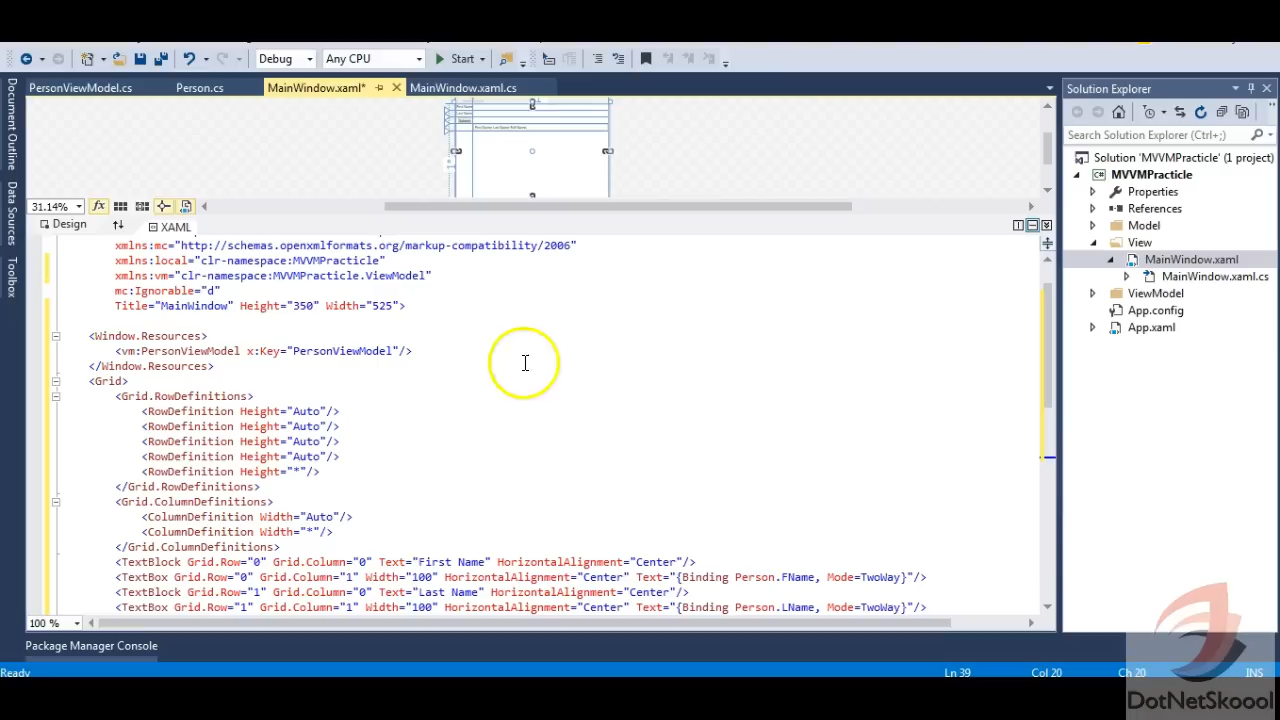 Debug
Any CPU
Start
PersonViewModel.cs
Person.cs
MainWindow.xaml*
MainWindow.xaml.cs
Solution Explorer
Search Solution Explorer (Ctrl+;)
Solution 'MVVMPracticle' (1 project)
MVVMPracticle
Properties
References
Model
View
MainWindow.xaml
MainWindow.xaml.cs
ViewModel
App.config
App.xaml
Document Outline
Data Sources
Toolbox
31.14%
fx
Design
XAML
xmlns:mc="http://schemas.openxmlformats.org/markup-compatibility/2006"
xmlns:local="clr-namespace:MVVMPracticle"
xmlns:vm="clr-namespace:MVVMPracticle.ViewModel"
mc:Ignorable="d"
Title="MainWindow" Height="350" Width="525">
<Window.Resources>
<vm:PersonViewModel x:Key="PersonViewModel"/>
</Window.Resources>
<Grid>
<Grid.RowDefinitions>
<RowDefinition Height="Auto"/>
<RowDefinition Height="Auto"/>
<RowDefinition Height="Auto"/>
<RowDefinition Height="Auto"/>
<RowDefinition Height="*"/>
</Grid.RowDefinitions>
<Grid.ColumnDefinitions>
<ColumnDefinition Width="Auto"/>
<ColumnDefinition Width="*"/>
</Grid.ColumnDefinitions>
<TextBlock Grid.Row="0" Grid.Column="0" Text="First Name" HorizontalAlignment="Center"/>
<TextBox Grid.Row="0" Grid.Column="1" Width="100" HorizontalAlignment="Center" Text="{Binding Person.FName, Mode=TwoWay}"/>
<TextBlock Grid.Row="1" Grid.Column="0" Text="Last Name" HorizontalAlignment="Center"/>
<TextBox Grid.Row="1" Grid.Column="1" Width="100" HorizontalAlignment="Center" Text="{Binding Person.LName, Mode=TwoWay}"/>
100 %
Package Manager Console
Ready
Ln 39
Col 20
Ch 20
INS
DotNetSkoool